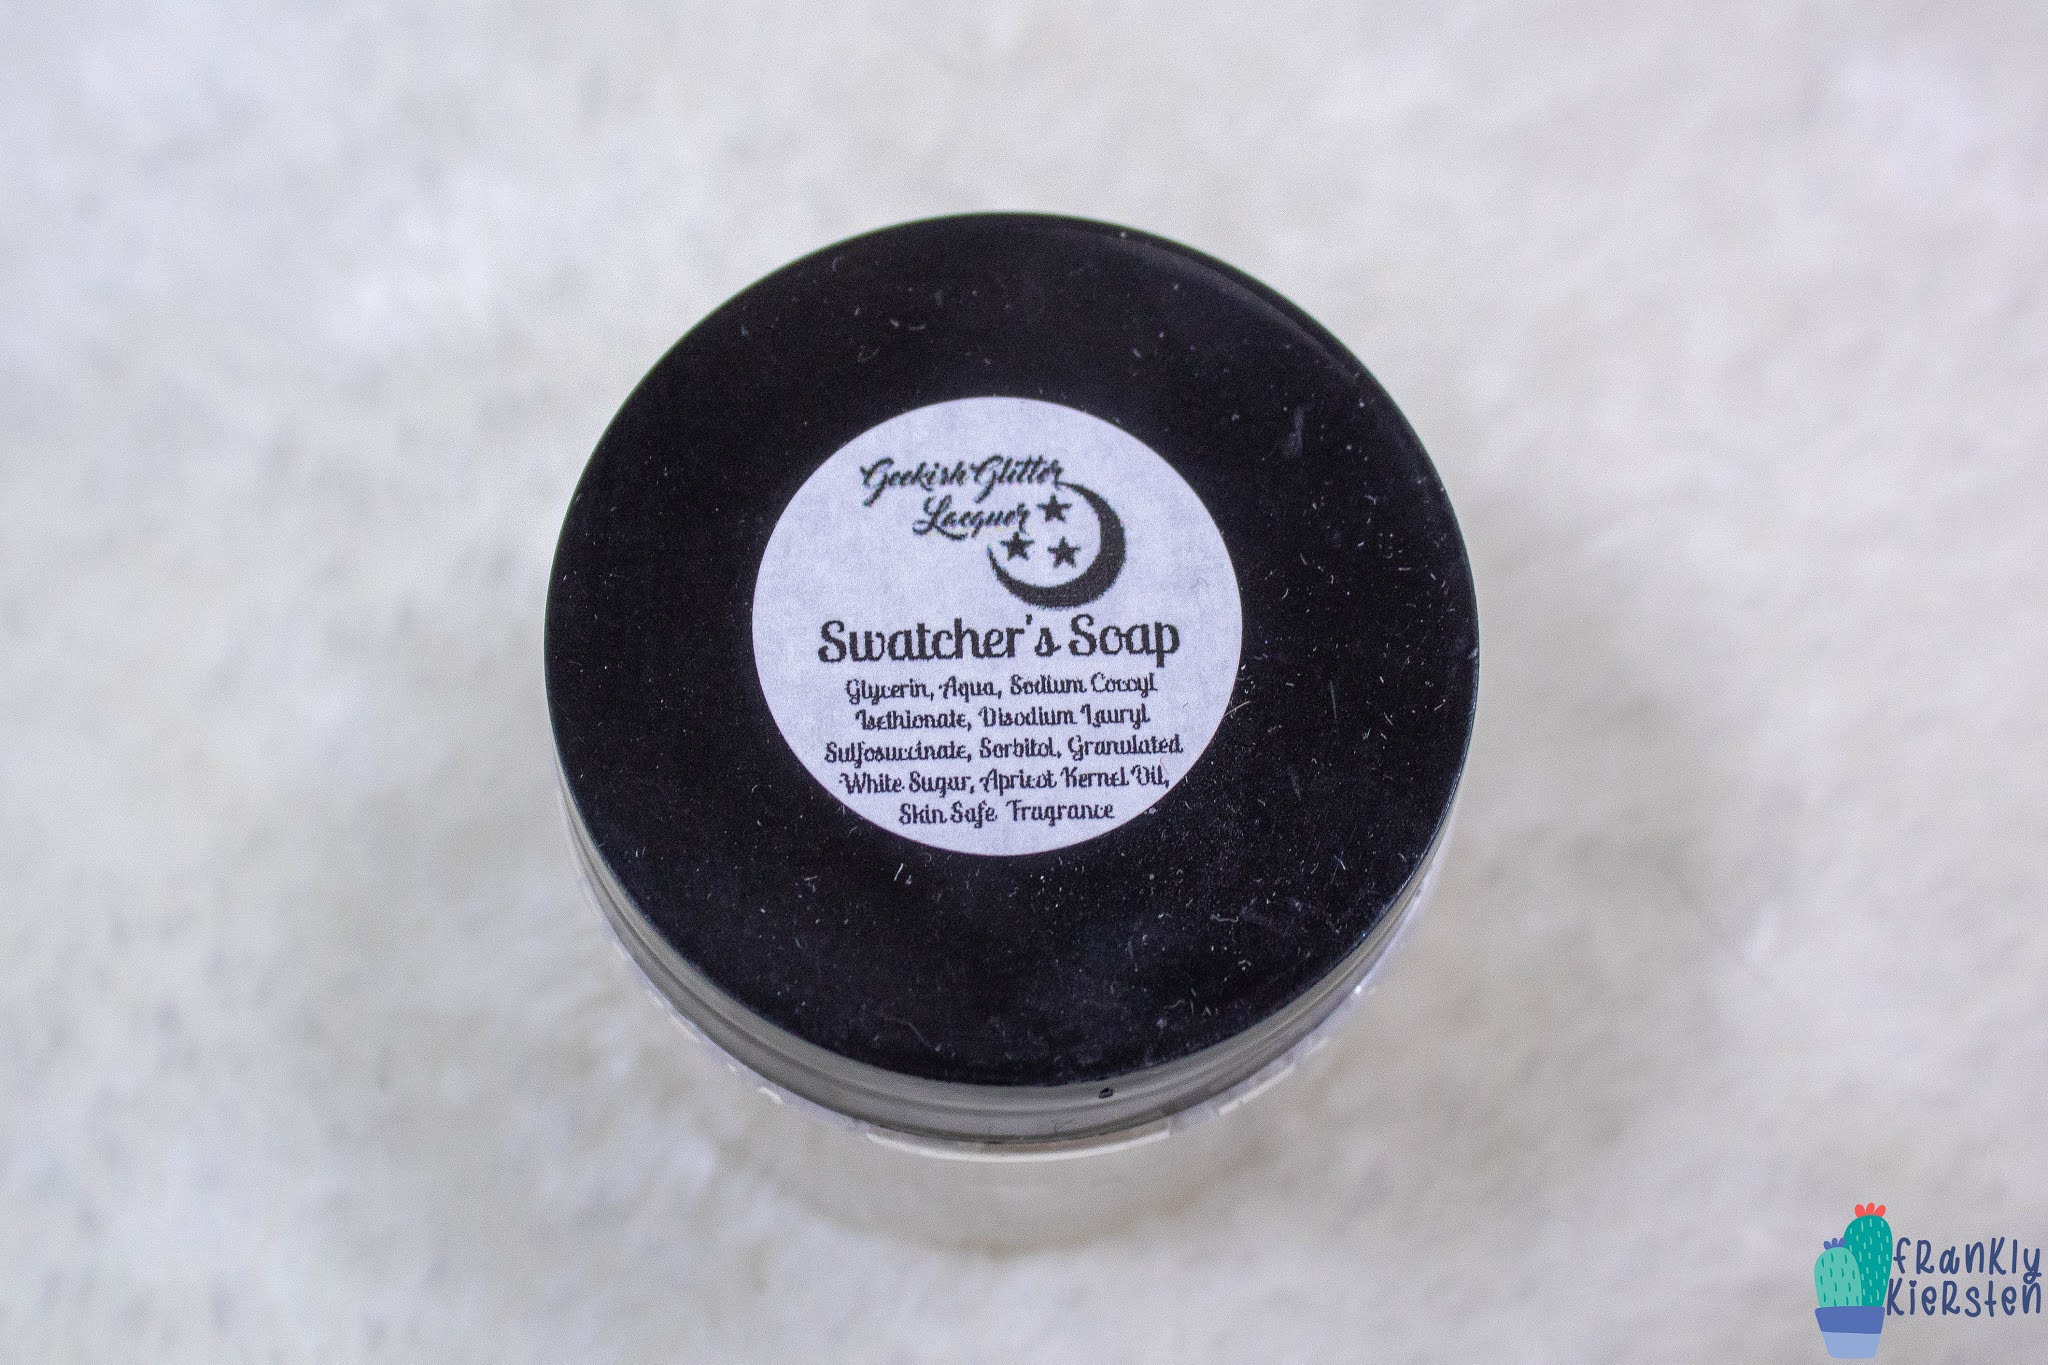 Geekish Glitter
Lacquer
Swatcher's Soap
Glycerin, Aqua, Sodium Cocoyl
Isethionate, Disodium Lauryl
Sulfosuccinate, Sorbitol, Granulated
White Sugar, Apricot Kernel Oil,
Skin Safe Fragrance
fRanKly
KieRsten